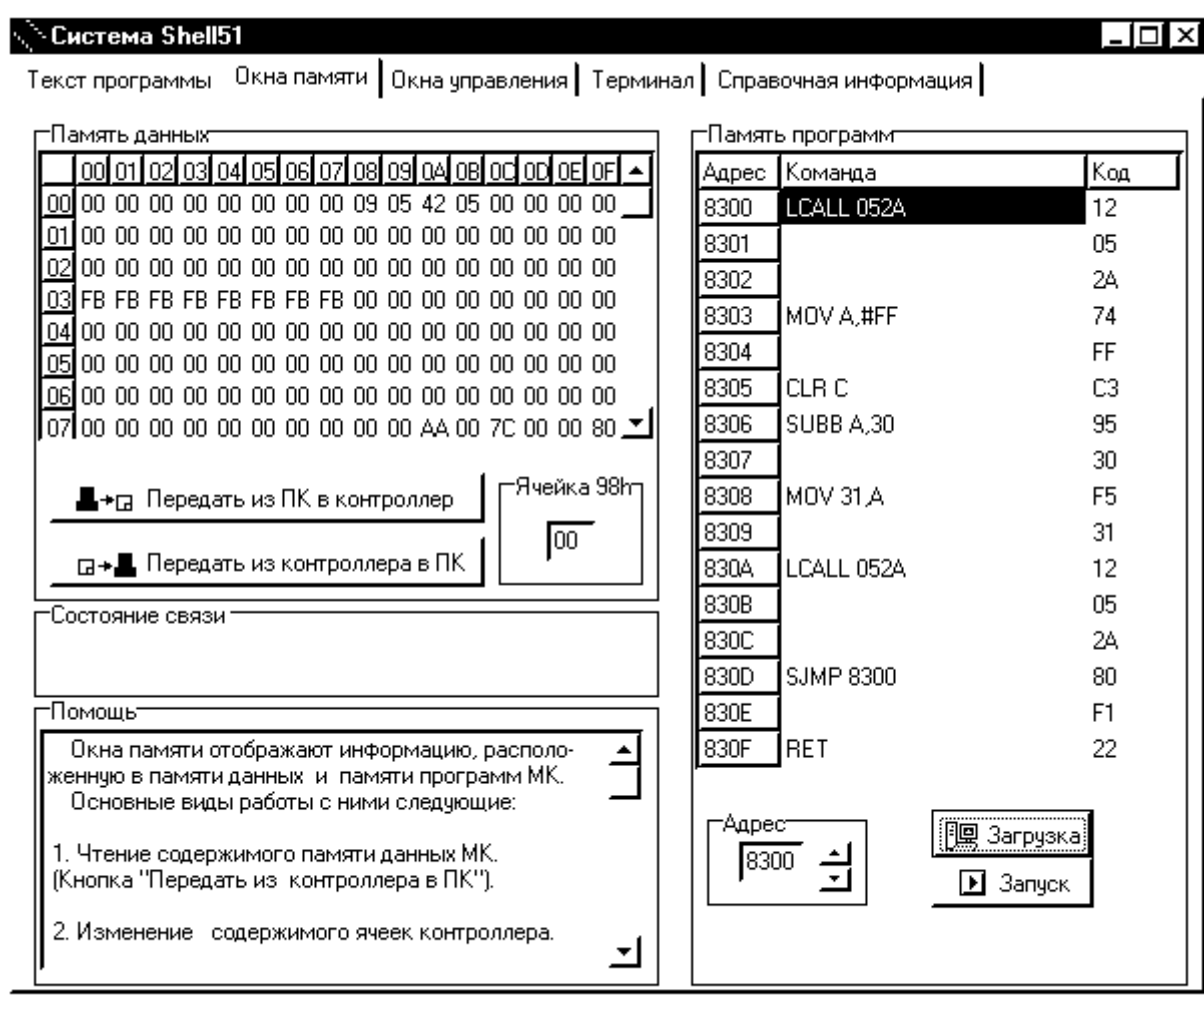 Система Shell51
Текст программы Окна памяти Окна управления Терминал Справочная информация
Память данных
00 01 02 03 04 05 06 07 08 09 0A 0B 0C 0D 0E 0F
00 00 00 00 00 00 00 00 00 09 05 42 05 00 00 00 00
01 00 00 00 00 00 00 00 00 00 00 00 00 00 00 00 00
02 00 00 00 00 00 00 00 00 00 00 00 00 00 00 00 00
03 FB FB FB FB FB FB FB FB 00 00 00 00 00 00 00 00
04 00 00 00 00 00 00 00 00 00 00 00 00 00 00 00 00
05 00 00 00 00 00 00 00 00 00 00 00 00 00 00 00 00
06 00 00 00 00 00 00 00 00 00 00 00 00 00 00 00 00
07 00 00 00 00 00 00 00 00 00 00 AA 00 7C 00 00 80
Передать из ПК в контроллер
Передать из контроллера в ПК
Ячейка 98h
00
Состояние связи
Помощь
Окна памяти отображают информацию, располо-
женную в памяти данных и памяти программ МК.
Основные виды работы с ними следующие:
1. Чтение содержимого памяти данных МК.
(Кнопка "Передать из контроллера в ПК").
2. Изменение содержимого ячеек контроллера.
Память программ
Адрес Команда Код
8300 LCALL 052A 12
8301 05
8302 2A
8303 MOV A,#FF 74
8304 FF
8305 CLR C C3
8306 SUBB A,30 95
8307 30
8308 MOV 31,A F5
8309 31
830A LCALL 052A 12
830B 05
830C 2A
830D SJMP 8300 80
830E F1
830F RET 22
Адрес
8300
Загрузка
Запуск